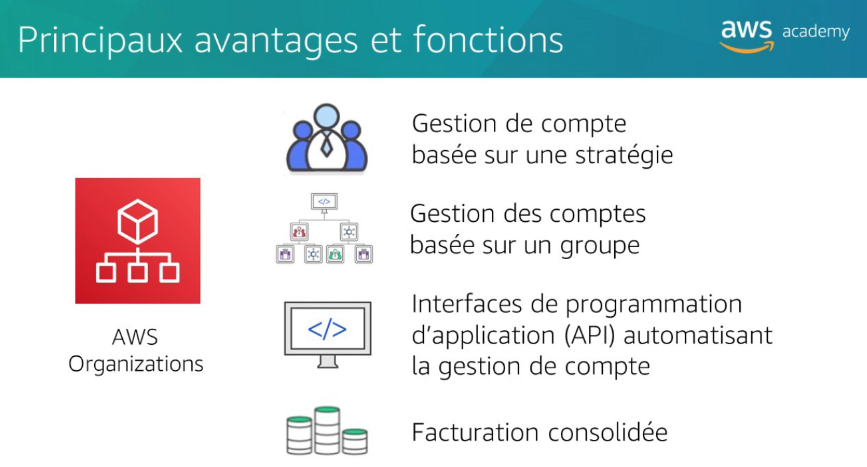 Principaux avantages et fonctions
aws academy
Gestion de compte
basée sur une stratégie
</>
Gestion des comptes
basée sur un groupe
AWS
Organizations
</>
Interfaces de programmation
d'application (API) automatisant
la gestion de compte
Facturation consolidée